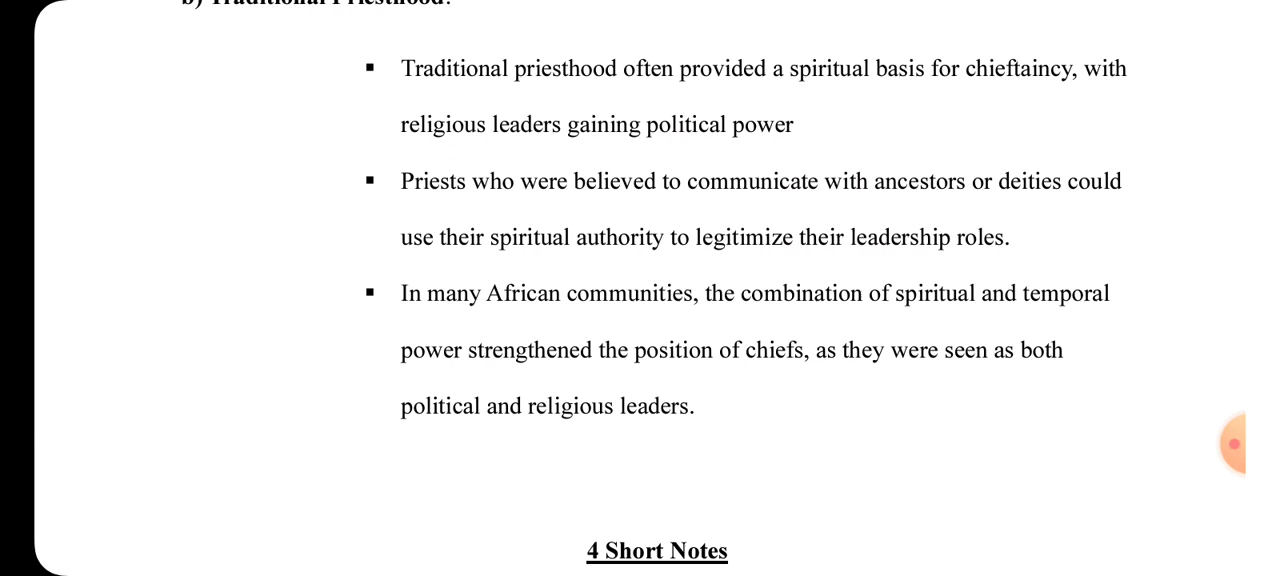 b) Traditional Priesthood:
▪ Traditional priesthood often provided a spiritual basis for chieftaincy, with
religious leaders gaining political power
▪ Priests who were believed to communicate with ancestors or deities could
use their spiritual authority to legitimize their leadership roles.
▪ In many African communities, the combination of spiritual and temporal
power strengthened the position of chiefs, as they were seen as both
political and religious leaders.
4 Short Notes